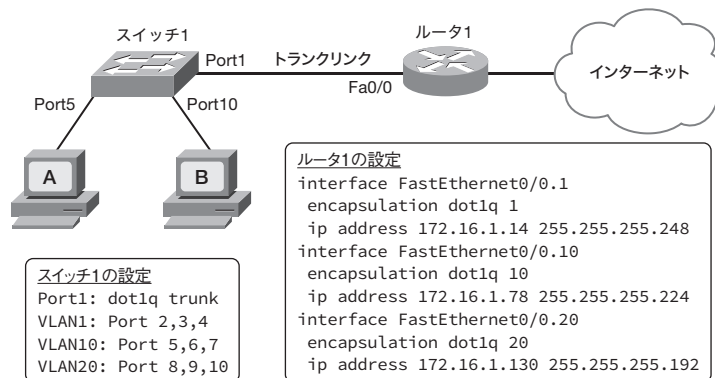 スイッチ1
ルータ1
Port1
トランクリンク
インターネット
Fa0/0
Port5
Port10
A
B
ルータ1の設定
interface FastEthernet0/0.1
encapsulation dot1q 1
ip address 172.16.1.14 255.255.255.248
interface FastEthernet0/0.10
encapsulation dot1q 10
ip address 172.16.1.78 255.255.255.224
interface FastEthernet0/0.20
encapsulation dot1q 20
ip address 172.16.1.130 255.255.255.192
スイッチ1の設定
Port1: dot1q trunk
VLAN1: Port 2,3,4
VLAN10: Port 5,6,7
VLAN20: Port 8,9,10